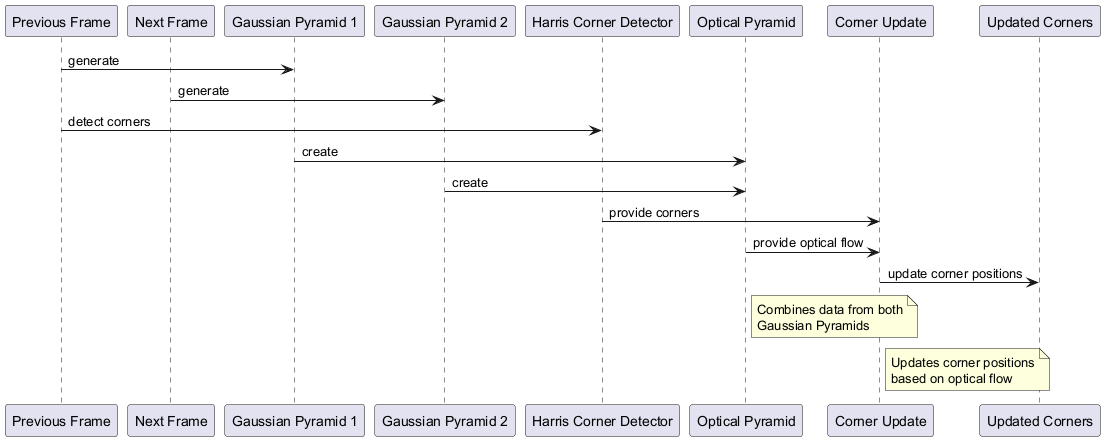 Previous Frame
Next Frame
Gaussian Pyramid 1
Gaussian Pyramid 2
Harris Corner Detector
Optical Pyramid
Corner Update
Updated Corners
generate
generate
detect corners
create
create
provide corners
provide optical flow
update corner positions
Combines data from both
Gaussian Pyramids
Updates corner positions
based on optical flow
Previous Frame
Next Frame
Gaussian Pyramid 1
Gaussian Pyramid 2
Harris Corner Detector
Optical Pyramid
Corner Update
Updated Corners